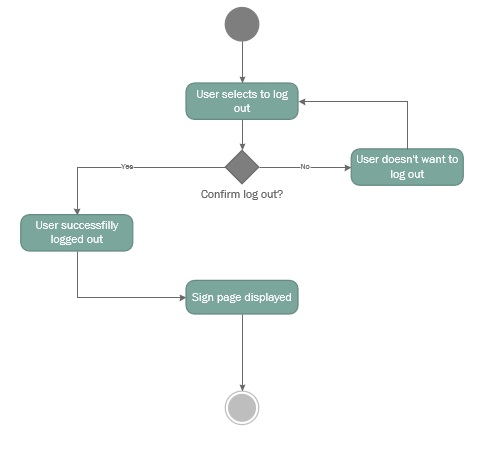 User selects to log
out
Yes
No
User doesn't want to
log out
Confirm log out?
User successfilly
logged out
Sign page displayed